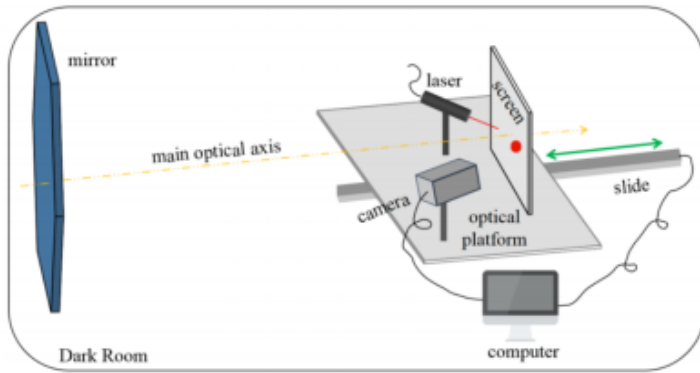 mirror
laser
screen
main optical axis
camera
optical
platform
slide
computer
Dark Room